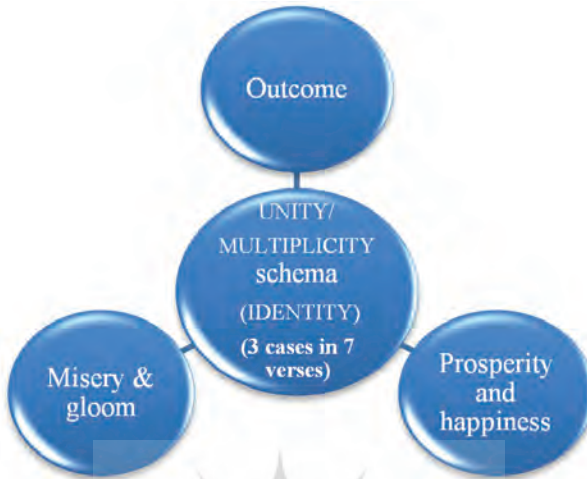 Outcome
UNITY/
MULTIPLICITY
schema
(IDENTITY)
(3 cases in 7
verses)
Misery &
gloom
Prosperity
and
happiness